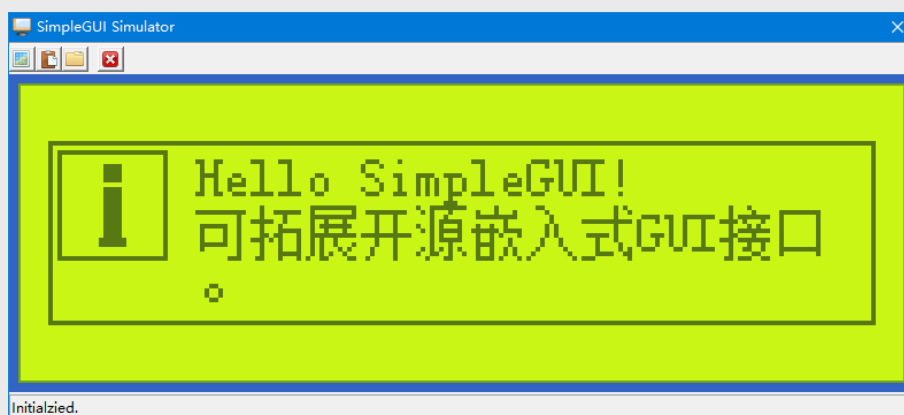 SimpleGUI Simulator
Hello SimpleGUI!
可拓展开源嵌入式GUI接口
。
Initialzied.